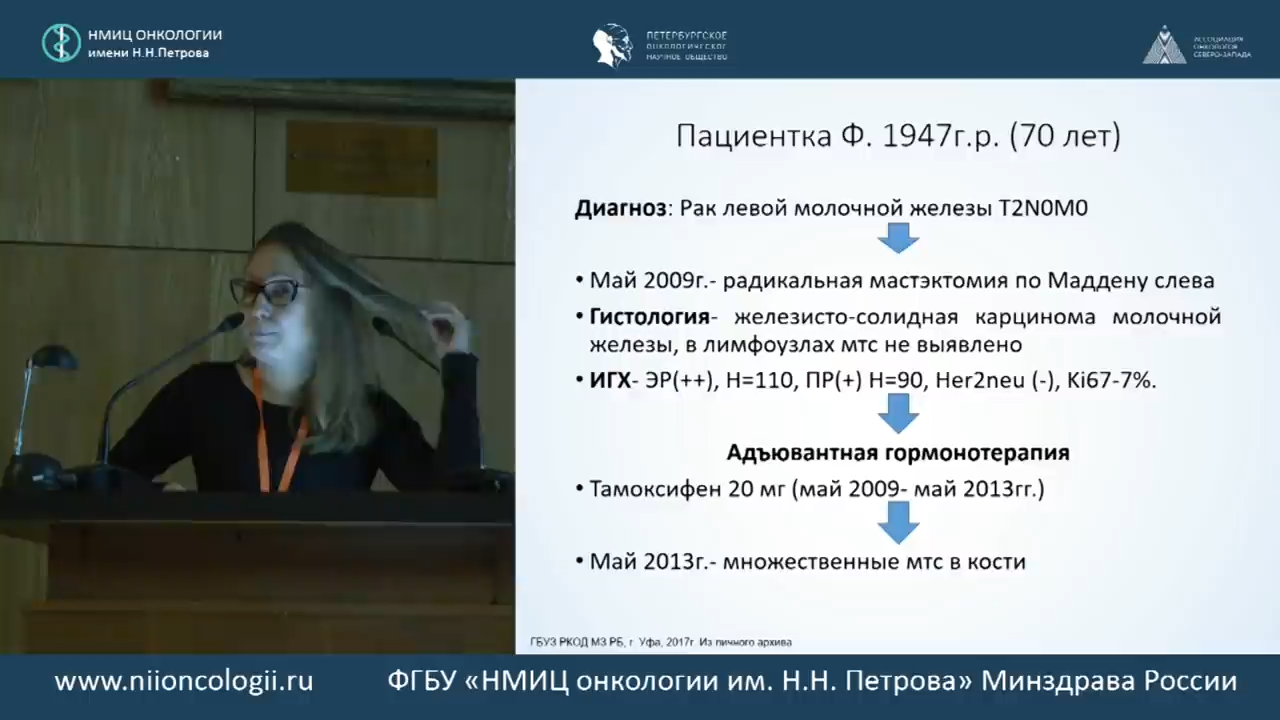 НМИЦ ОНКОЛОГИИ
имени Н.Н.Петрова
ПЕТЕРБУРГСКОЕ
ОНКОЛОГИЧЕСКОЕ
НАУЧНОЕ ОБЩЕСТВО
АССОЦИАЦИЯ
ОНКОЛОГОВ
СЕВЕРО-ЗАПАДА
Пациентка Ф. 1947г.р. (70 лет)
Диагноз: Рак левой молочной железы T2N0M0
• Май 2009г.- радикальная мастэктомия по Маддену слева
• Гистология- железисто-солидная карцинома молочной
железы, в лимфоузлах мтс не выявлено
• ИГХ- ЭР(++), Н=110, ПР(+) Н=90, Her2neu (-), Ki67-7%.
Адъювантная гормонотерапия
• Тамоксифен 20 мг (май 2009- май 2013гг.)
• Май 2013г.- множественные мтс в кости
ГБУЗ РКОД МЗ РБ, г. Уфа, 2017г. Из личного архива
www.niioncologii.ru
ФГБУ «НМИЦ онкологии им. Н.Н. Петрова» Минздрава России